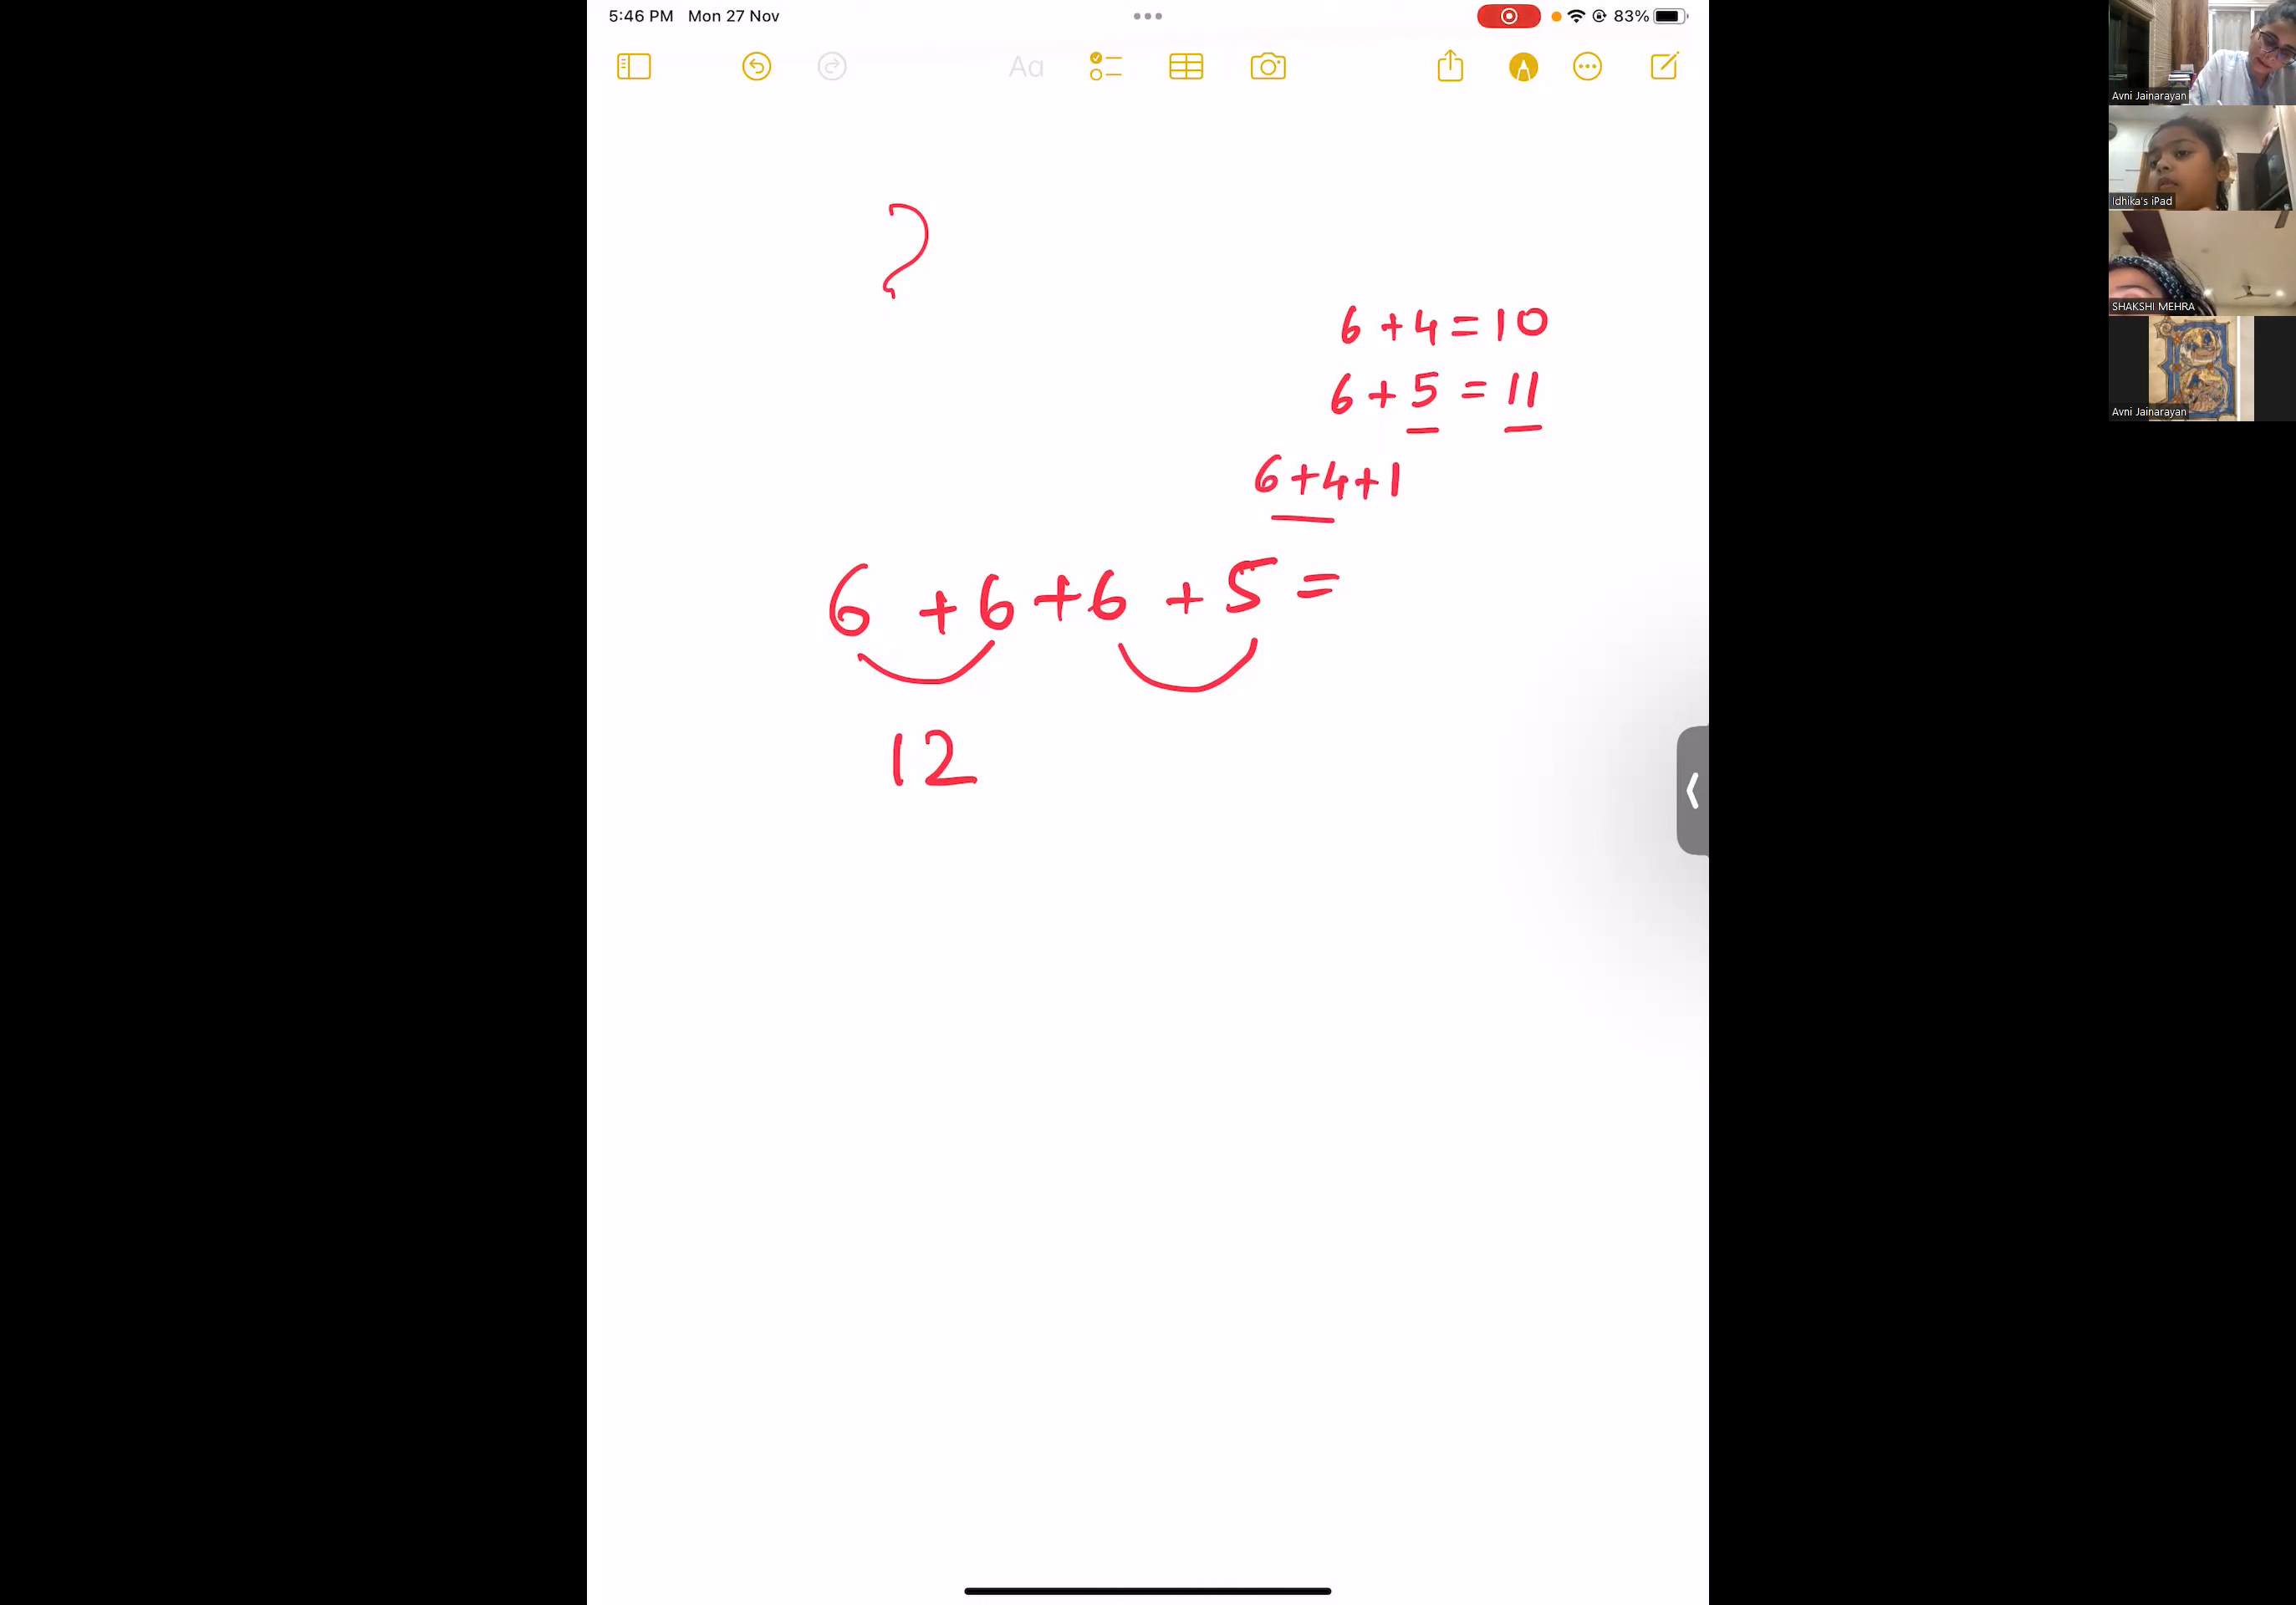 5:46 PM Mon 27 Nov
83%
Aa
Avni Jainarayan
Idhika's iPad
SHAKSHI MEHRA
Avni Jainarayan
?
6 + 4 = 10
6 + 5 = 11
6 + 4 + 1
6 + 6 + 6 + 5 =
12